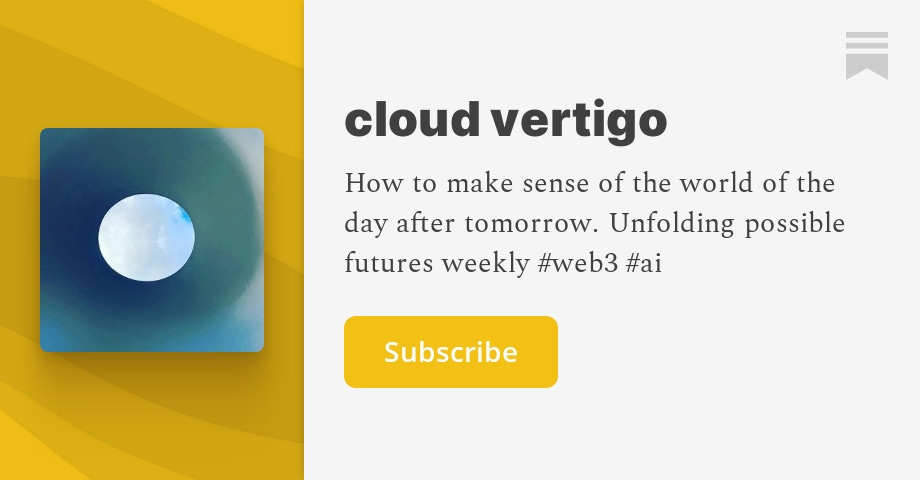 cloud vertigo
How to make sense of the world of the
day after tomorrow. Unfolding possible
futures weekly #web3 #ai
Subscribe